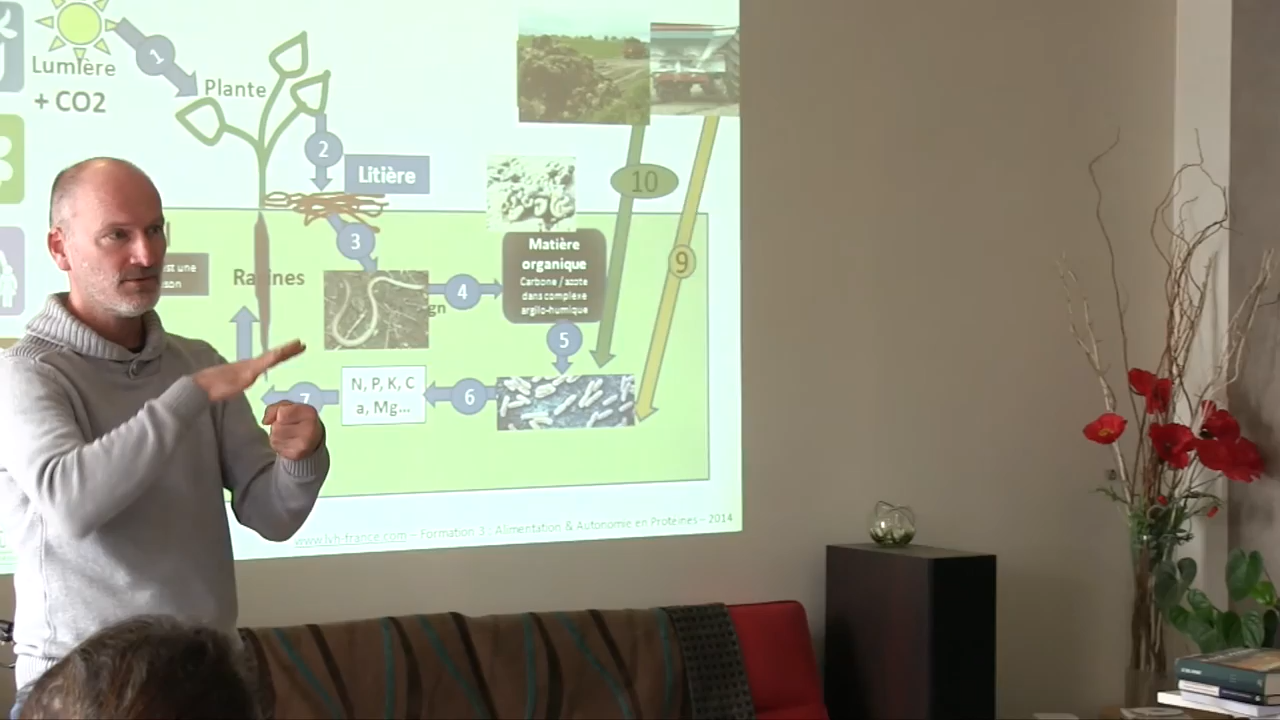 Lumière
+ CO2
1
Plante
2
Litière
3
Racines
4
Matière
organique
Carbone / azote
dans complexe
argilo-humique
5
6
N, P, K, C
a, Mg...
7
10
9
www.lvh-france.com – Formation 3 : Alimentation & Autonomie en Protéines – 2014